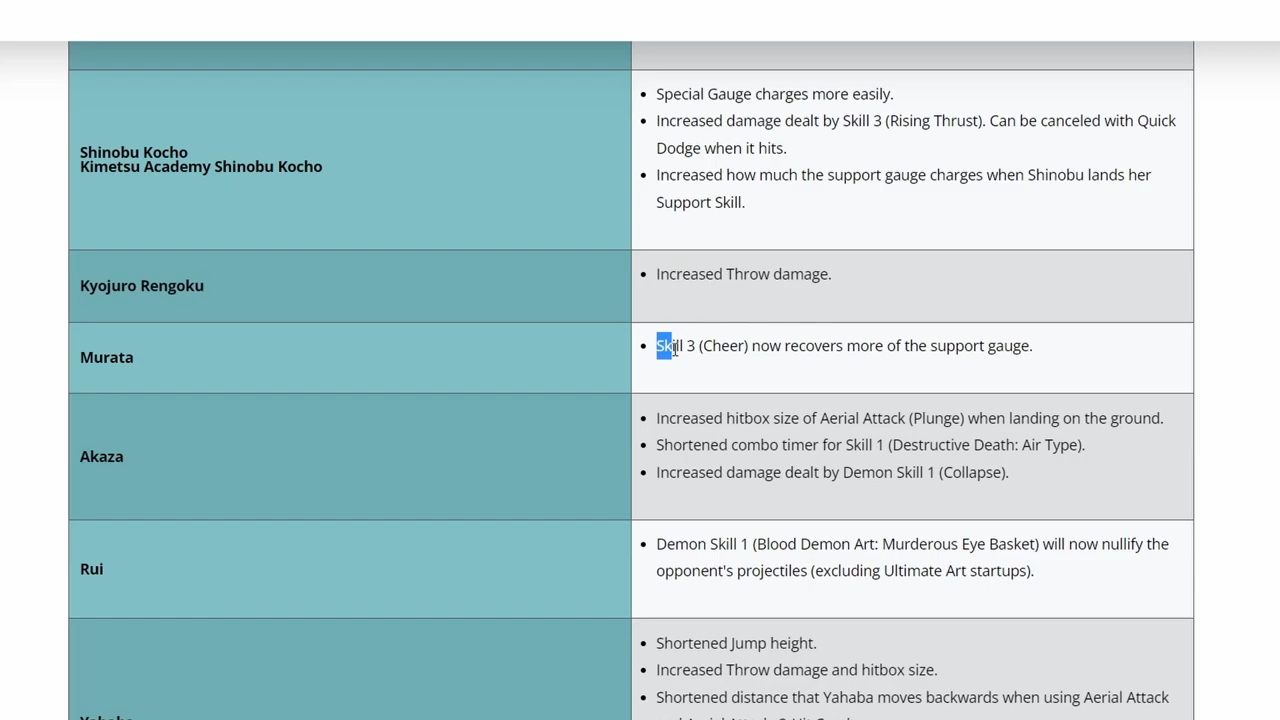 Shinobu Kocho
Kimetsu Academy Shinobu Kocho
• Special Gauge charges more easily.
• Increased damage dealt by Skill 3 (Rising Thrust). Can be canceled with Quick
Dodge when it hits.
• Increased how much the support gauge charges when Shinobu lands her
Support Skill.
Kyojuro Rengoku
• Increased Throw damage.
Murata
• Skill 3 (Cheer) now recovers more of the support gauge.
Akaza
• Increased hitbox size of Aerial Attack (Plunge) when landing on the ground.
• Shortened combo timer for Skill 1 (Destructive Death: Air Type).
• Increased damage dealt by Demon Skill 1 (Collapse).
Rui
• Demon Skill 1 (Blood Demon Art: Murderous Eye Basket) will now nullify the
opponent's projectiles (excluding Ultimate Art startups).
• Shortened Jump height.
• Increased Throw damage and hitbox size.
• Shortened distance that Yahaba moves backwards when using Aerial Attack